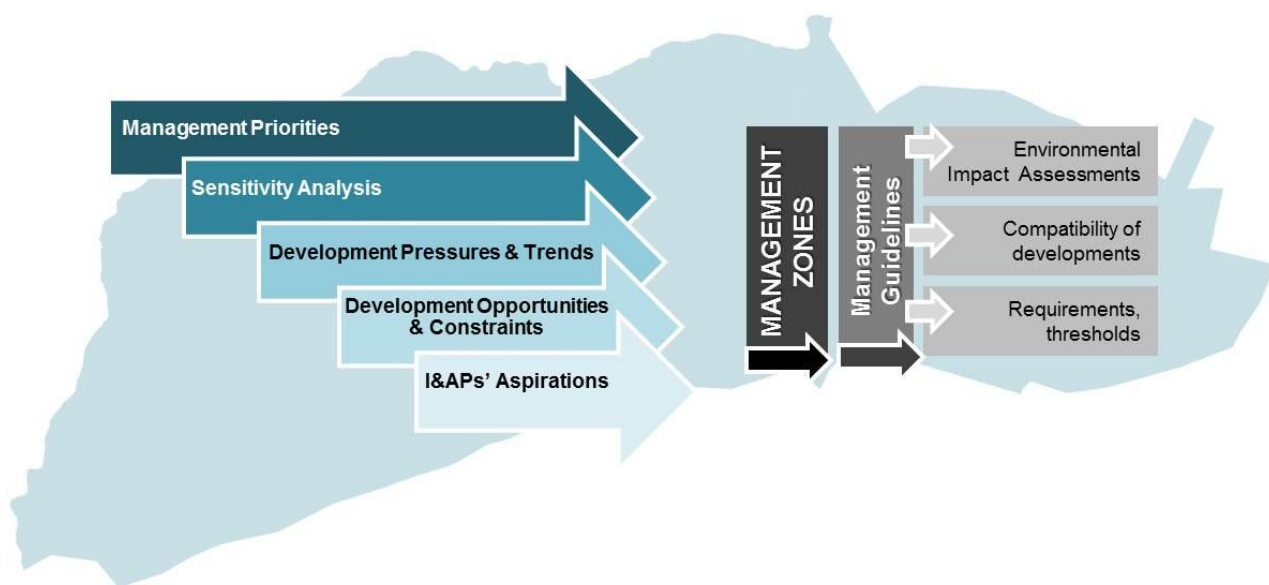 Management Priorities
Sensitivity Analysis
Development Pressures & Trends
Development Opportunities
& Constraints
I&APs’ Aspirations
MANAGEMENT
ZONES
Management
Guidelines
Environmental
Impact Assessments
Compatibility of
developments
Requirements,
thresholds